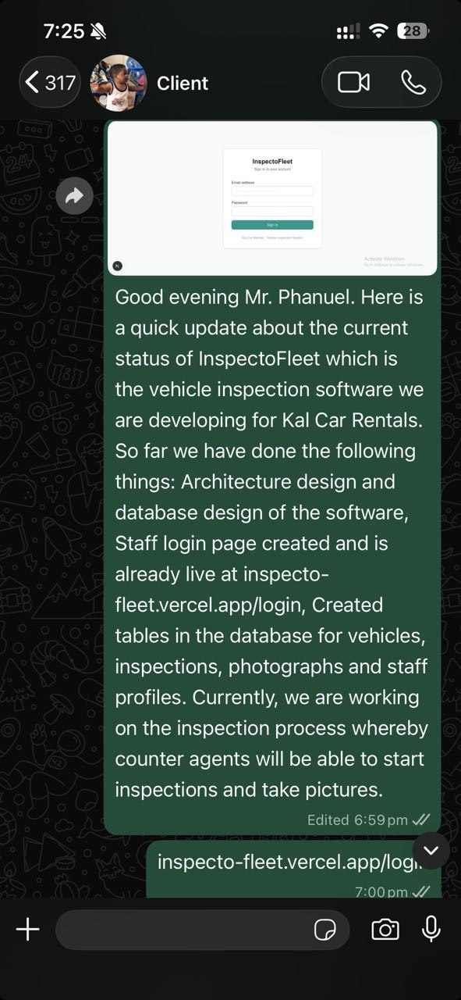 7:25
28
317
Client
InspectoFleet
Sign in to your account
Email address
Password
Sign in
Kal Car Rentals
Vehicle Inspection System
Activate Windows
Go to Settings to activate Windows.
N
Good evening Mr. Phanuel. Here is
a quick update about the current
status of InspectoFleet which is
the vehicle inspection software we
are developing for Kal Car Rentals.
So far we have done the following
things: Architecture design and
database design of the software,
Staff login page created and is
already live at inspecto-
fleet.vercel.app/login, Created
tables in the database for vehicles,
inspections, photographs and staff
profiles. Currently, we are working
on the inspection process whereby
counter agents will be able to start
inspections and take pictures.
Edited 6:59 pm
inspecto-fleet.vercel.app/logi
7:00 pm